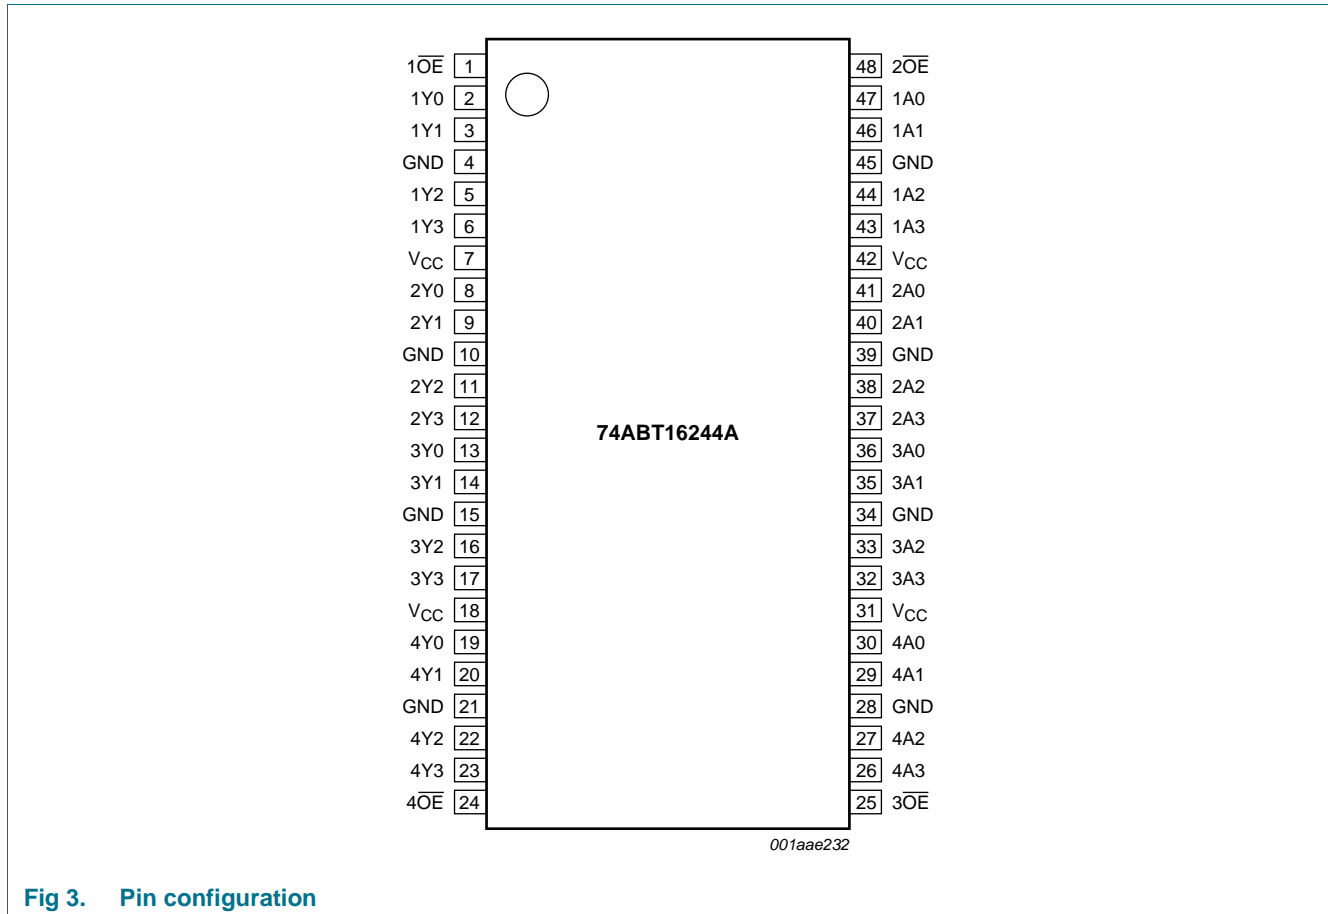 1O̅E̅ 1 48 2O̅E̅
1Y0 2 47 1A0
1Y1 3 46 1A1
GND 4 45 GND
1Y2 5 44 1A2
1Y3 6 43 1A3
VCC 7 42 VCC
2Y0 8 41 2A0
2Y1 9 40 2A1
GND 10 39 GND
2Y2 11 38 2A2
2Y3 12 37 2A3
74ABT16244A
3Y0 13 36 3A0
3Y1 14 35 3A1
GND 15 34 GND
3Y2 16 33 3A2
3Y3 17 32 3A3
VCC 18 31 VCC
4Y0 19 30 4A0
4Y1 20 29 4A1
GND 21 28 GND
4Y2 22 27 4A2
4Y3 23 26 4A3
4O̅E̅ 24 25 3O̅E̅
001aae232
Fig 3. Pin configuration